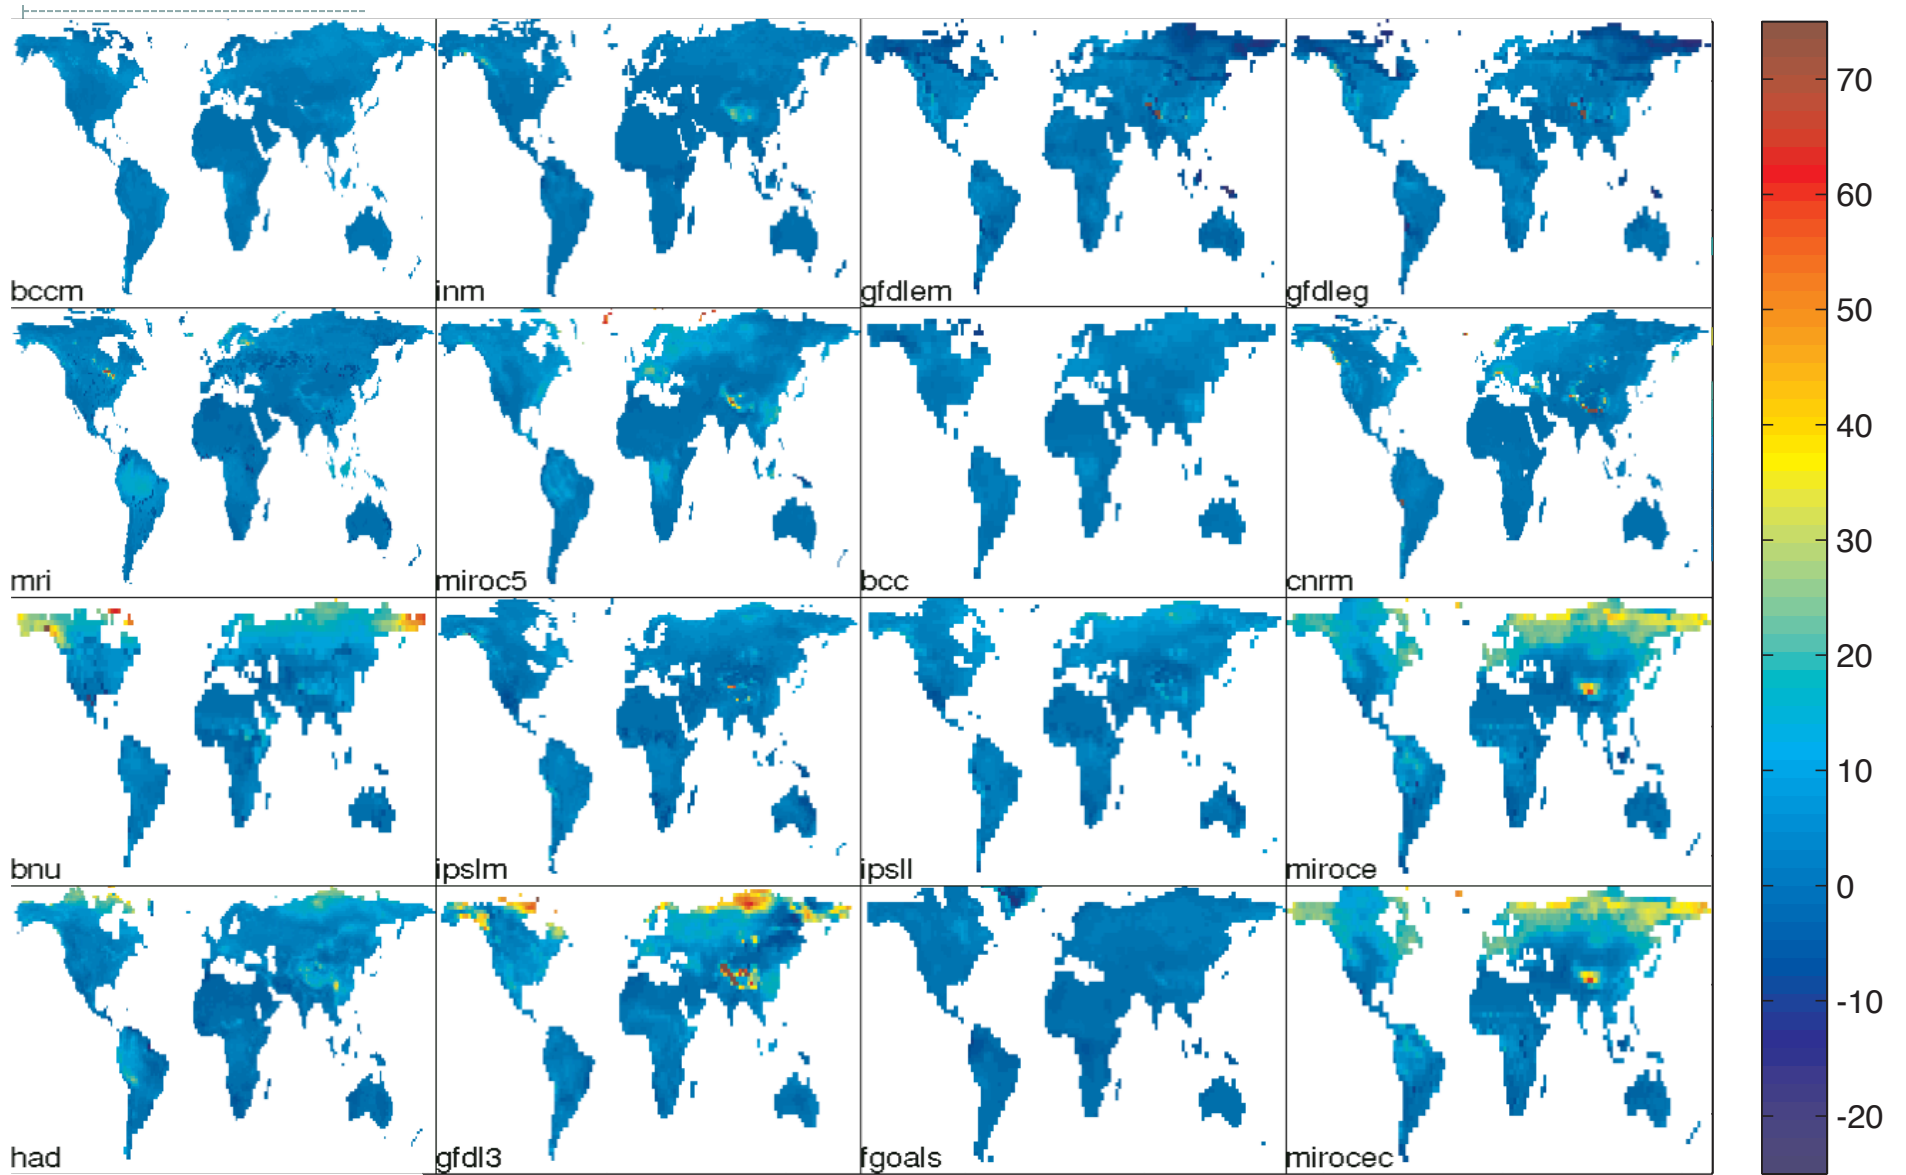 bccm
inm
gfdlem
gfdleg
mri
miroc5
bcc
cnrm
bnu
ipslm
ipsll
miroce
had
gfdl3
fgoals
mirocec
70
60
50
40
30
20
10
0
-10
-20